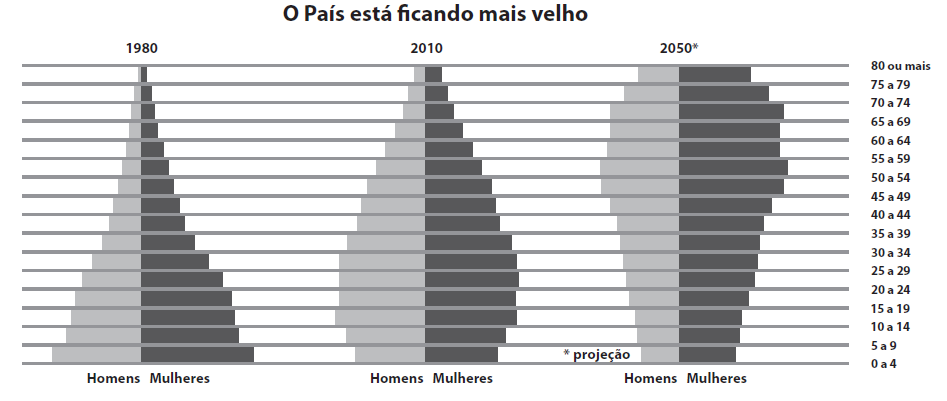 O País está ficando mais velho
1980 2010 2050*
80 ou mais
75 a 79
70 a 74
65 a 69
60 a 64
55 a 59
50 a 54
45 a 49
40 a 44
35 a 39
30 a 34
25 a 29
20 a 24
15 a 19
10 a 14
5 a 9
* projeção
0 a 4
Homens Mulheres Homens Mulheres Homens Mulheres